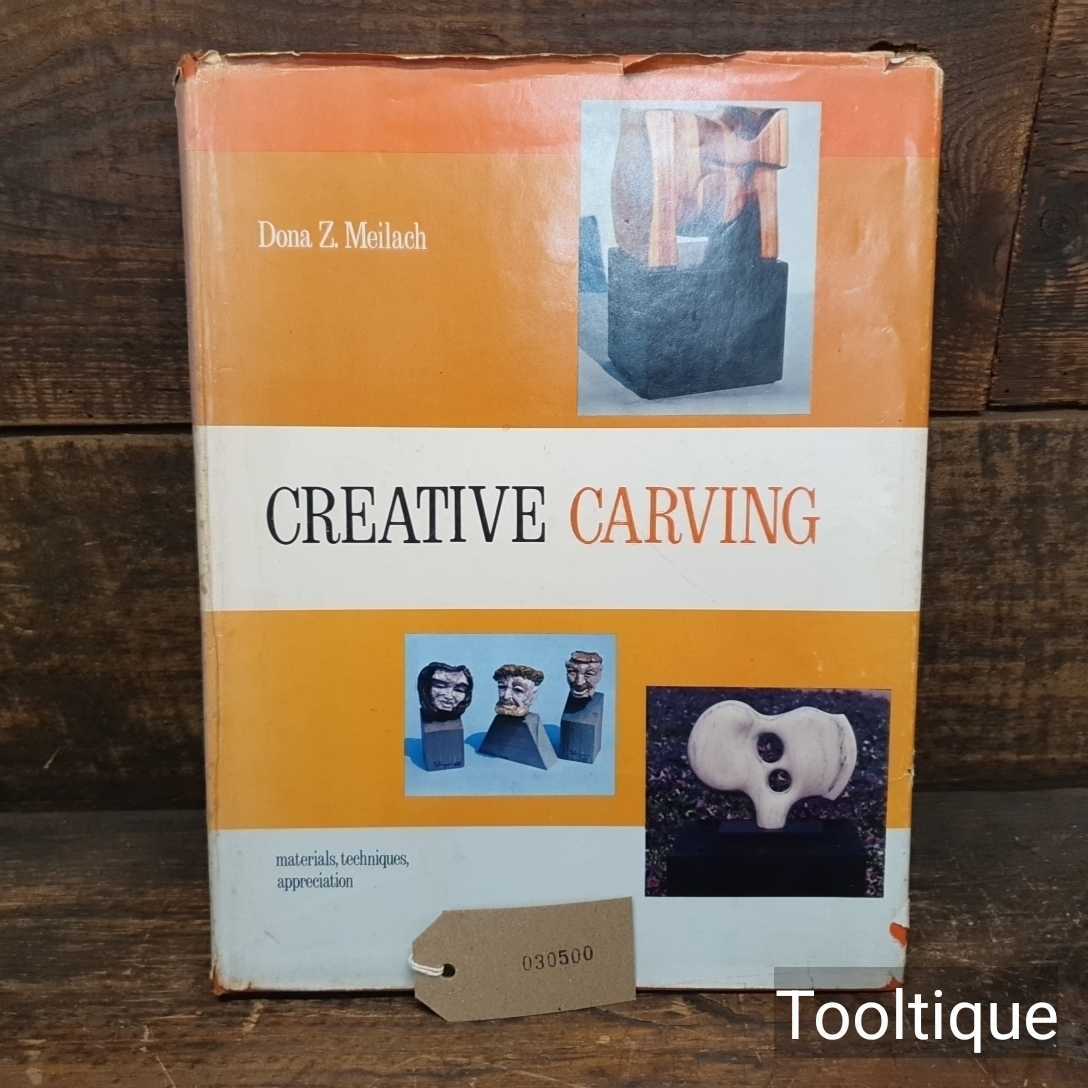 Dona Z. Meilach
CREATIVE CARVING
materials, techniques,
appreciation
030500
Tooltique